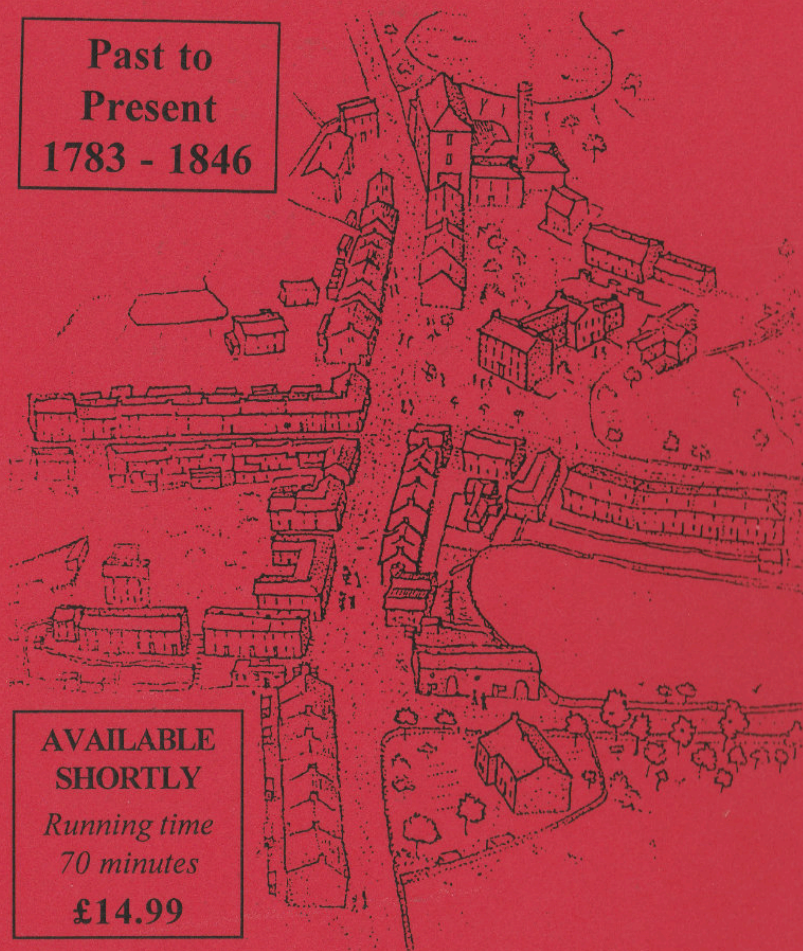 Past to
Present
1783 - 1846
AVAILABLE
SHORTLY
Running time
70 minutes
£14.99